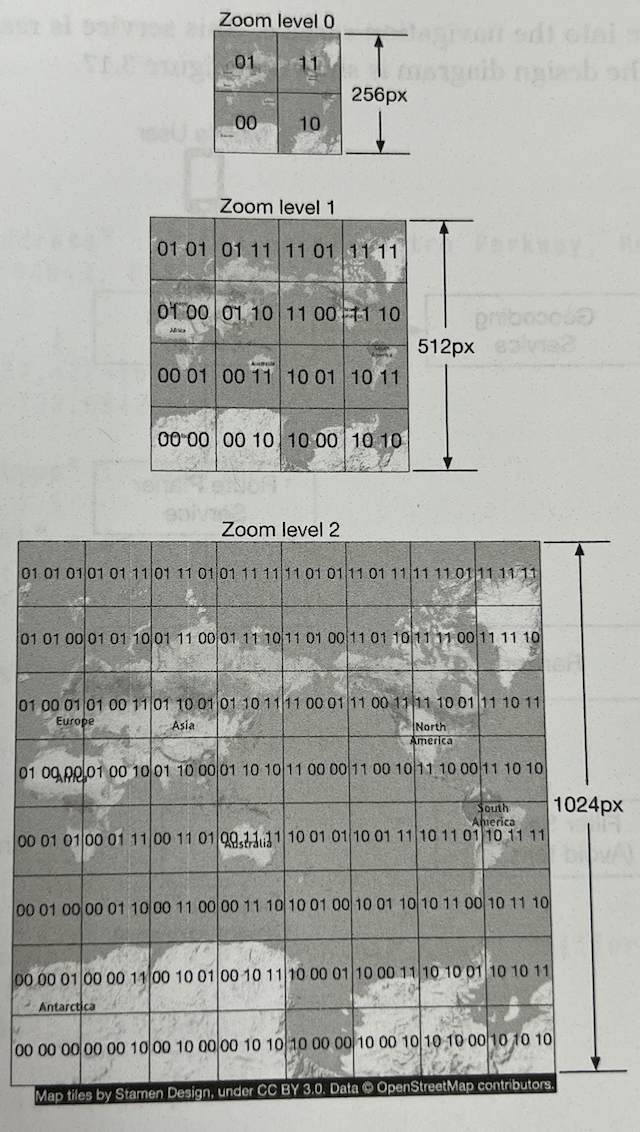 Zoom level 0
01 11
256px
00 10
Zoom level 1
01 01 01 11 11 01 11 11
01 00 01 10 11 00 11 10
Africa
512px
Australia
00 01 00 11 10 01 10 11
00 00 00 10 10 00 10 10
Zoom level 2
01 01 01 01 01 11 01 11 01 01 11 11 11 01 01 11 01 11 11 11 01 11 11 11
01 01 00 01 01 10 01 11 00 01 11 10 11 01 00 11 01 10 11 11 00 11 11 10
01 00 01 01 00 11 01 10 01 01 10 11 11 00 01 11 00 11 11 10 01 11 10 11
Europe Asia North
America
01 00 00 01 00 10 01 10 00 01 10 10 11 00 00 11 00 10 11 10 00 11 10 10
Africa
1024px
South
America
00 01 01 00 01 11 00 11 01 00 11 11 10 01 01 10 01 11 10 11 01 10 11 11
Australia
00 01 00 00 01 10 00 11 00 00 11 10 10 01 00 10 01 10 10 11 00 10 11 10
00 00 01 00 00 11 00 10 01 00 10 11 10 00 01 10 00 11 10 10 01 10 10 11
Antarctica
00 00 00 00 00 10 00 10 00 00 10 10 10 00 00 10 00 10 10 10 00 10 10 10
Map tiles by Stamen Design, under CC BY 3.0. Data © OpenStreetMap contributors.